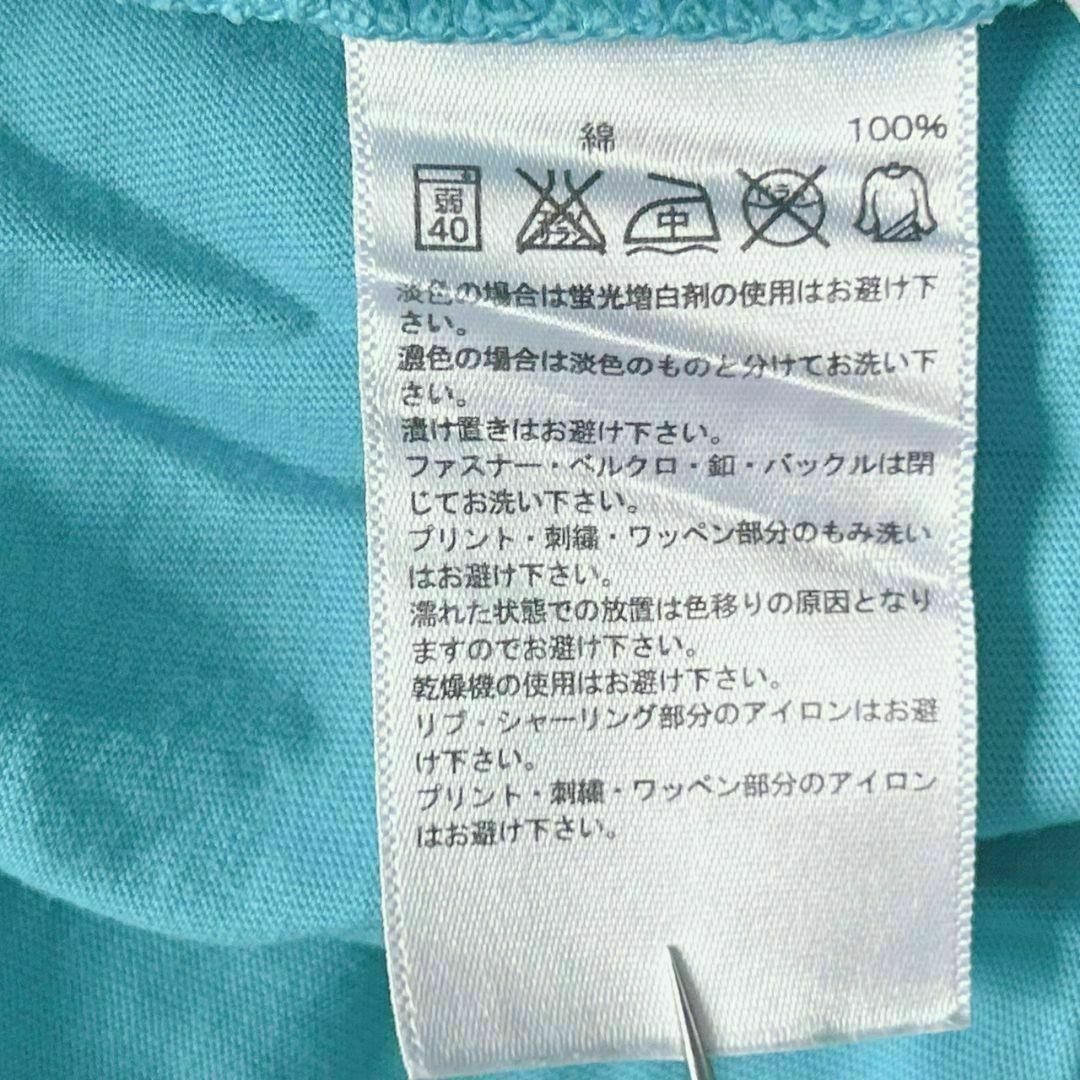 綿 100%
弱 40 エンソサラシ 中 ドライ
淡色の場合は蛍光増白剤の使用はお避け下
さい。
濃色の場合は淡色のものと分けてお洗い下
さい。
漬け置きはお避け下さい。
ファスナー・ベルクロ・釦・バックルは閉
じてお洗い下さい。
プリント・刺繍・ワッペン部分のもみ洗い
はお避け下さい。
濡れた状態での放置は色移りの原因となり
ますのでお避け下さい。
乾燥機の使用はお避け下さい。
リブ・シャーリング部分のアイロンはお避
け下さい。
プリント・刺繍・ワッペン部分のアイロン
はお避け下さい。